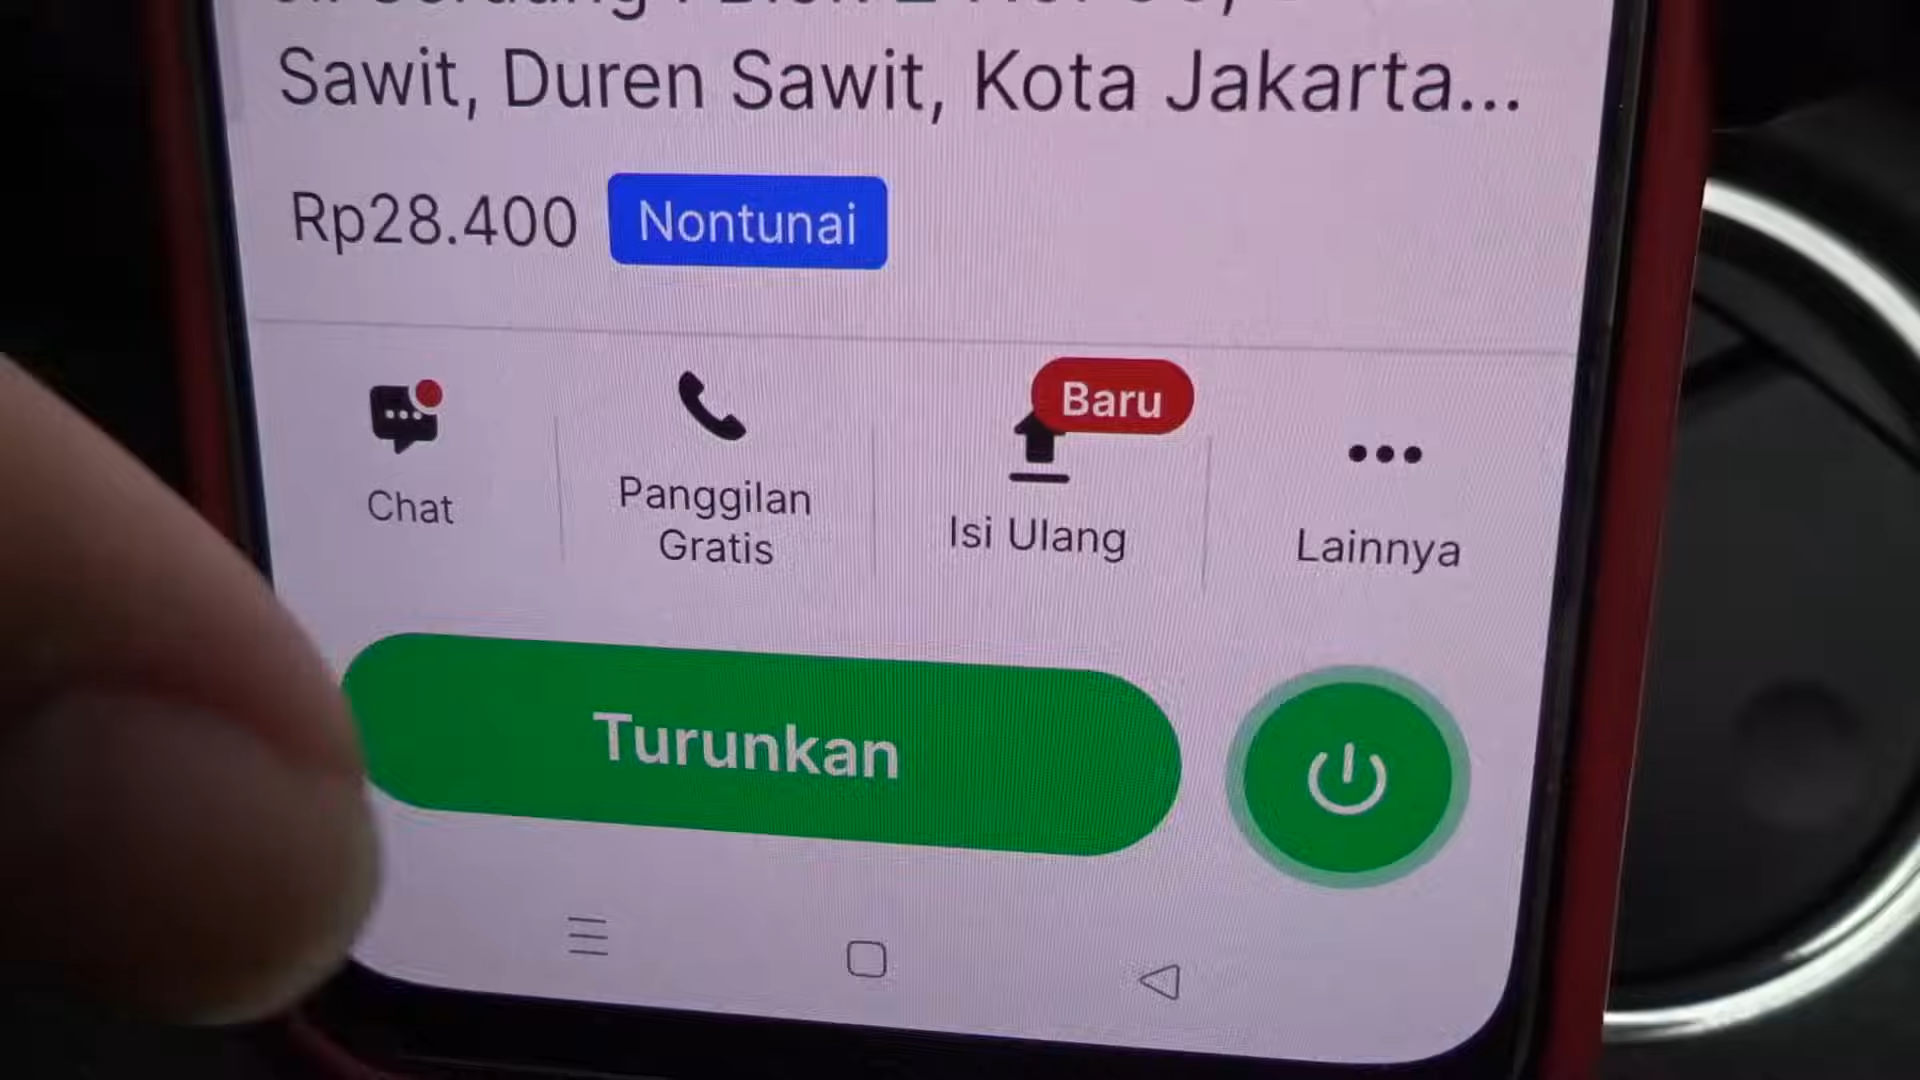 Sawit, Duren Sawit, Kota Jakarta...
Rp28.400 Nontunai
Baru
Chat
Panggilan
Gratis
Isi Ulang
Lainnya
Turunkan